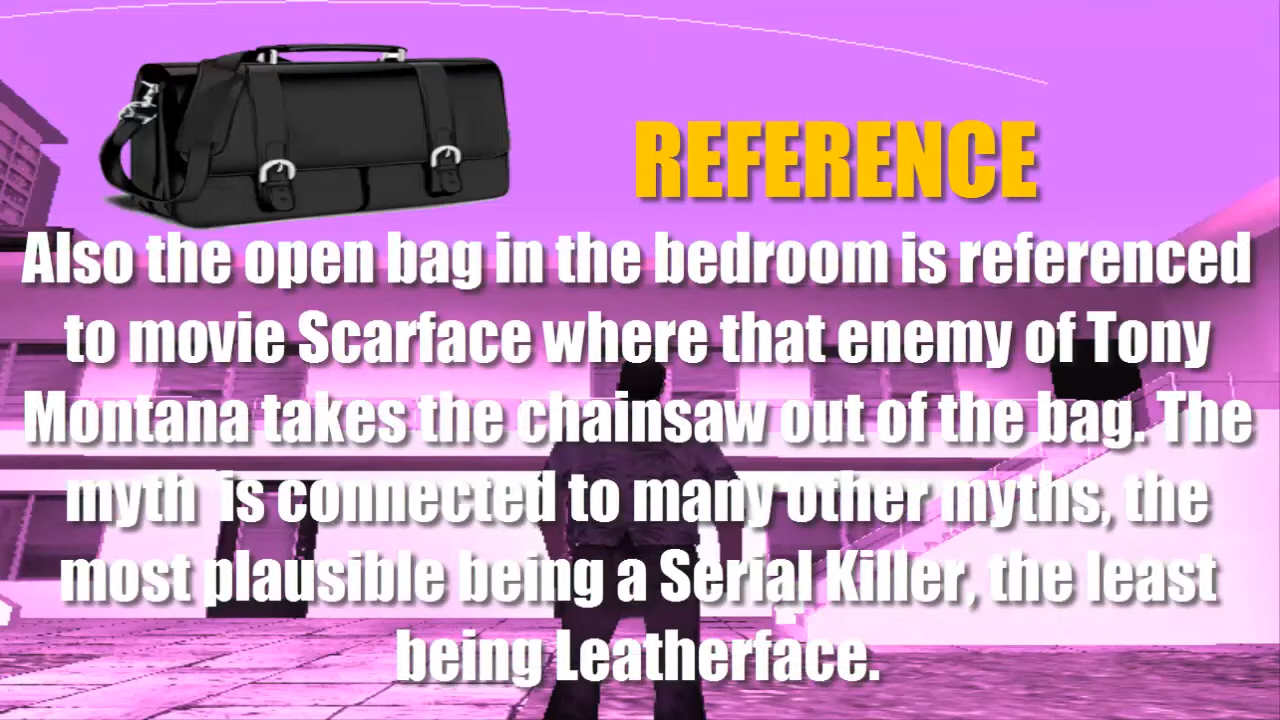 REFERENCE
Also the open bag in the bedroom is referenced
to movie Scarface where that enemy of Tony
Montana takes the chainsaw out of the bag. The
myth  is connected to many other myths, the
most plausible being a Serial Killer, the least
being Leatherface.